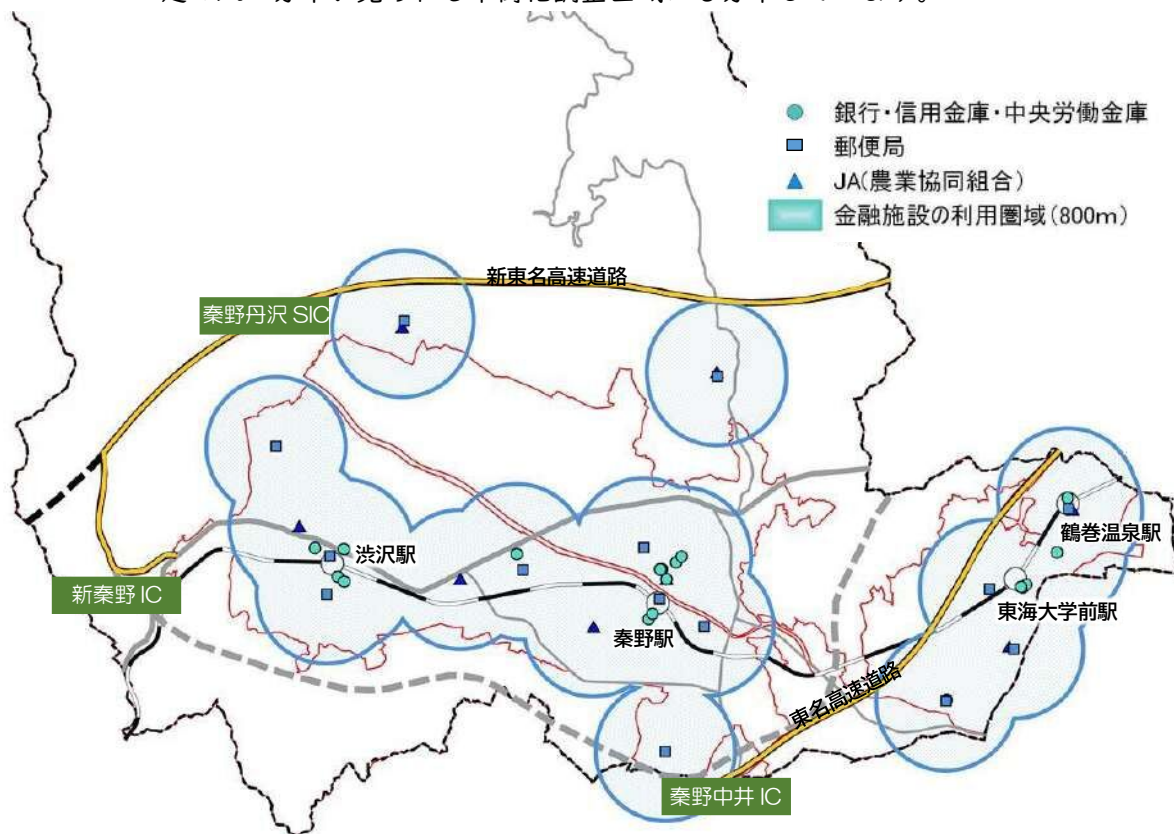 銀行・信用金庫・中央労働金庫
郵便局
JA(農業協同組合)
金融施設の利用圏域(800m)
新東名高速道路
秦野丹沢 SIC
鶴巻温泉駅
渋沢駅
新秦野 IC
東海大学前駅
秦野駅
東名高速道路
秦野中井 IC